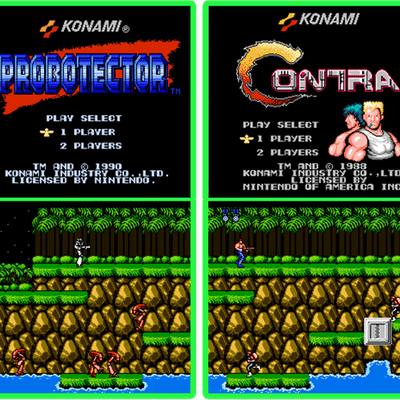 KONAMI®
PROBOTECTOR™
PLAY SELECT
1 PLAYER
2 PLAYERS
TM AND © 1990
KONAMI INDUSTRY CO.,LTD.
LICENSED BY NINTENDO.
KONAMI
CONTRA
PLAY SELECT
1 PLAYER
2 PLAYERS
TM AND © 1988
KONAMI INDUSTRY CO.,LTD.
LICENSED BY
NINTENDO OF AMERICA INC